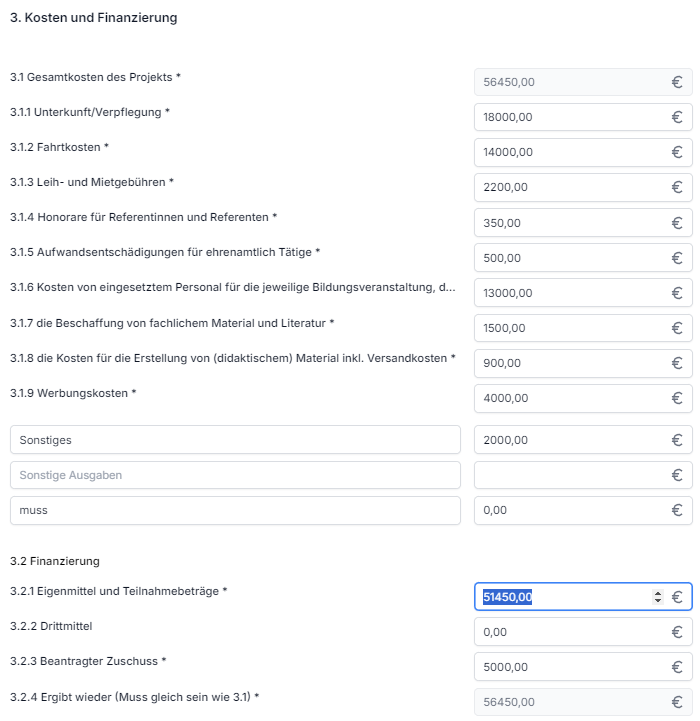 3. Kosten und Finanzierung
3.1 Gesamtkosten des Projekts * 56450,00 €
3.1.1 Unterkunft/Verpflegung * 18000,00 €
3.1.2 Fahrtkosten * 14000,00 €
3.1.3 Leih- und Mietgebühren * 2200,00 €
3.1.4 Honorare für Referentinnen und Referenten * 350,00 €
3.1.5 Aufwandsentschädigungen für ehrenamtlich Tätige * 500,00 €
3.1.6 Kosten von eingesetztem Personal für die jeweilige Bildungsveranstaltung, d... 13000,00 €
3.1.7 die Beschaffung von fachlichem Material und Literatur * 1500,00 €
3.1.8 die Kosten für die Erstellung von (didaktischem) Material inkl. Versandkosten * 900,00 €
3.1.9 Werbungskosten * 4000,00 €
Sonstiges 2000,00 €
Sonstige Ausgaben €
muss 0,00 €
3.2 Finanzierung
3.2.1 Eigenmittel und Teilnahmebeträge * 51450,00 €
3.2.2 Drittmittel 0,00 €
3.2.3 Beantragter Zuschuss * 5000,00 €
3.2.4 Ergibt wieder (Muss gleich sein wie 3.1) * 56450,00 €